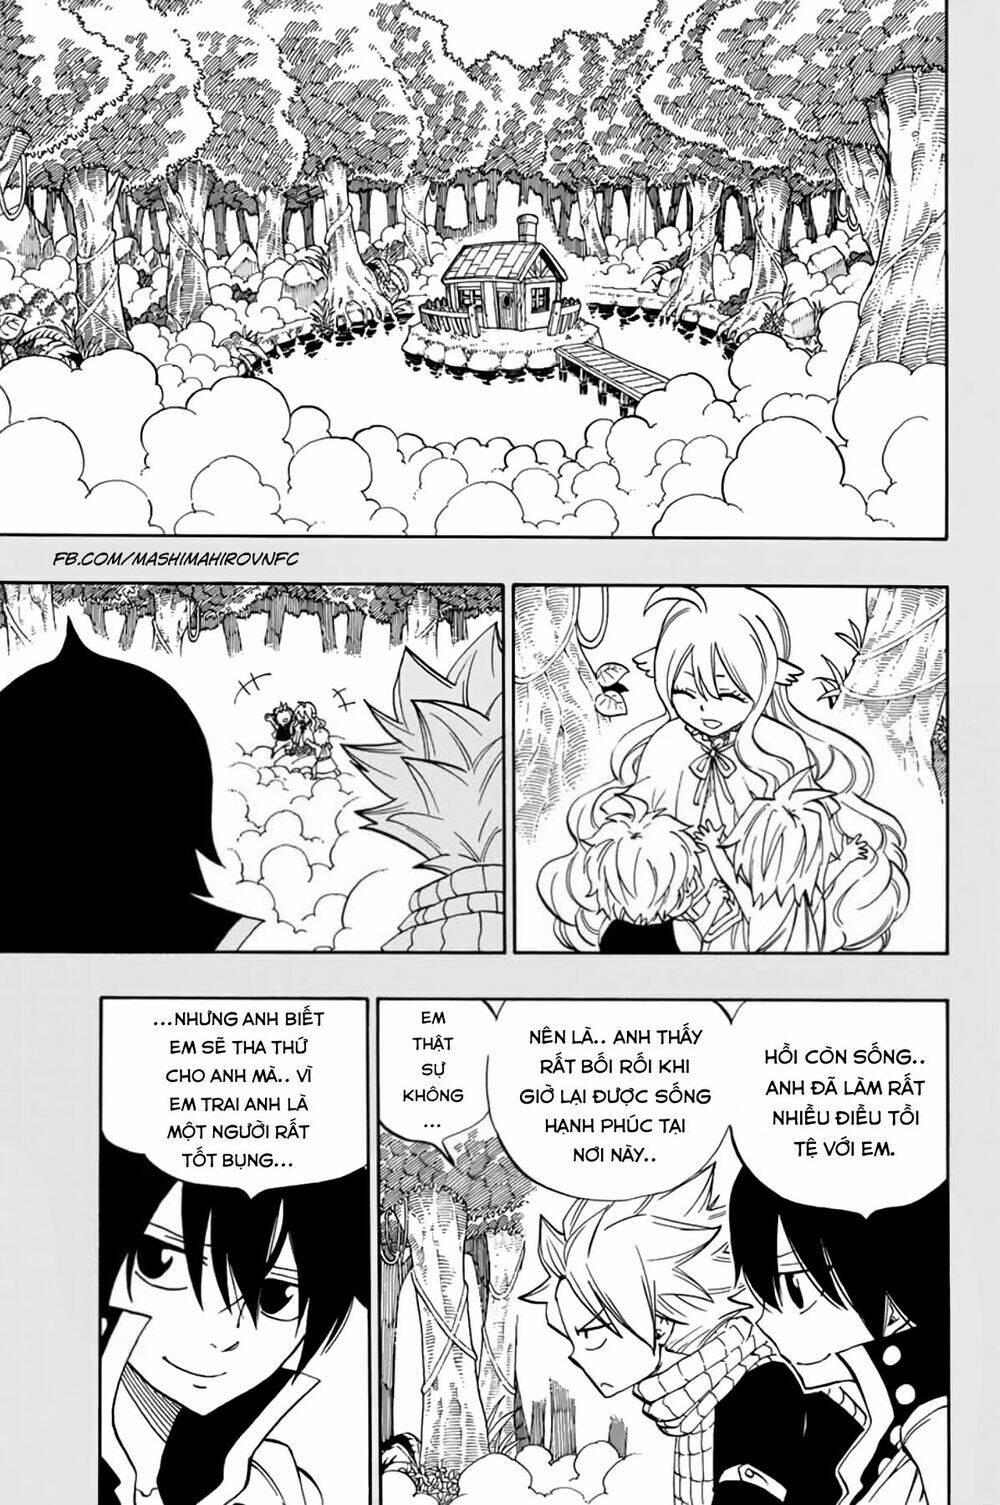 FB.COM/MASHIMAHIROVNFC
HỒI CÒN SỐNG..
ANH ĐÃ LÀM RẤT
NHIỀU ĐIỀU TỒI
TỆ VỚI EM.
NÊN LÀ.. ANH THẤY
RẤT BỐI RỐI KHI
GIỜ LẠI ĐƯỢC SỐNG
HẠNH PHÚC TẠI
NƠI NÀY..
EM
THẬT
SỰ
KHÔNG
...
...NHƯNG ANH BIẾT
EM SẼ THA THỨ
CHO ANH MÀ.. VÌ
EM TRAI ANH LÀ
MỘT NGƯỜI RẤT
TỐT BỤNG...